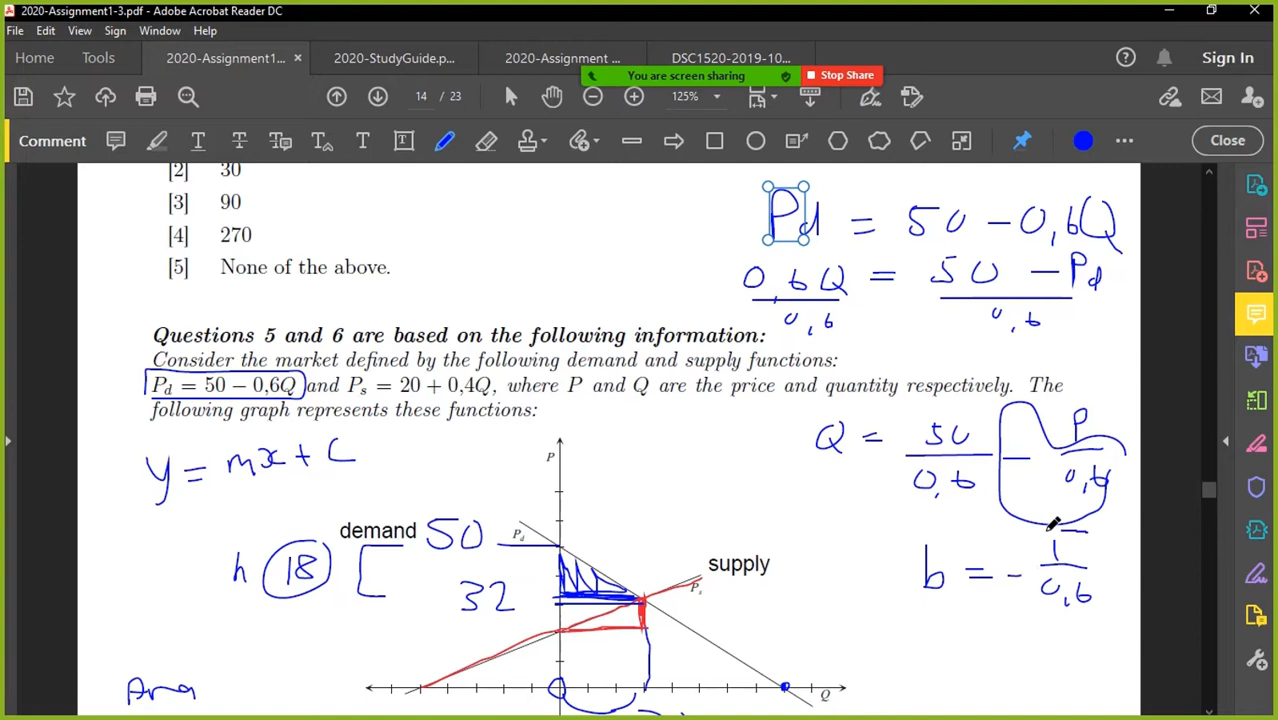 2020-Assignment1-3.pdf - Adobe Acrobat Reader DC
File Edit View Sign Window Help
Home Tools 2020-Assignment1... × 2020-StudyGuide.p... 2020-Assignment ... DSC1520-2019-10... Sign In
You are screen sharing Stop Share
14 / 23 125%
Comment Close
[2] 30
[3] 90
[4] 270
[5] None of the above.
Pd = 50 - 0,6Q
0,6Q = 50 - Pd
0,6 0,6
Questions 5 and 6 are based on the following information:
Consider the market defined by the following demand and supply functions:
Pd = 50 − 0,6Q and Ps = 20 + 0,4Q, where P and Q are the price and quantity respectively. The
following graph represents these functions:
Q = 50 - P
0,6 0,6
y = mx + c
P
demand 50 Pd
supply
h 18 32 Ps
b = - 1
0,6
Area
Q